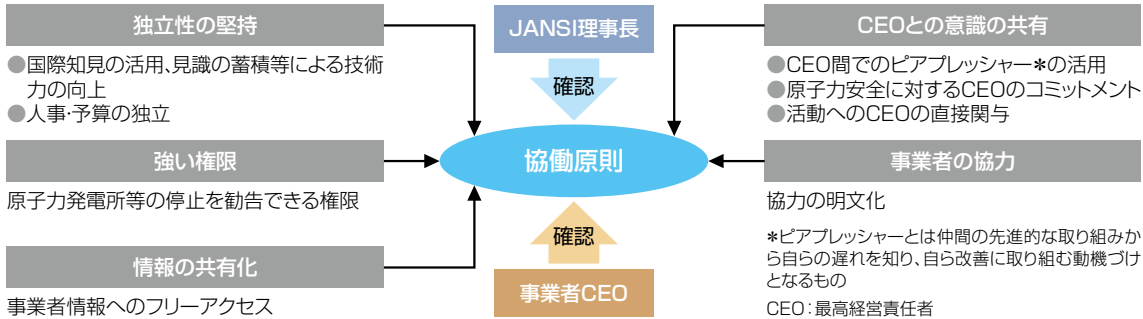 独立性の堅持
●国際知見の活用、見識の蓄積等による技術
力の向上
●人事・予算の独立
強い権限
原子力発電所等の停止を勧告できる権限
情報の共有化
事業者情報へのフリーアクセス
JANSI理事長
確認
協働原則
確認
事業者CEO
CEOとの意識の共有
●CEO間でのピアプレッシャー＊の活用
●原子力安全に対するCEOのコミットメント
●活動へのCEOの直接関与
事業者の協力
協力の明文化
＊ピアプレッシャーとは仲間の先進的な取り組みか
ら自らの遅れを知り、自ら改善に取り組む動機づけ
となるもの
CEO：最高経営責任者